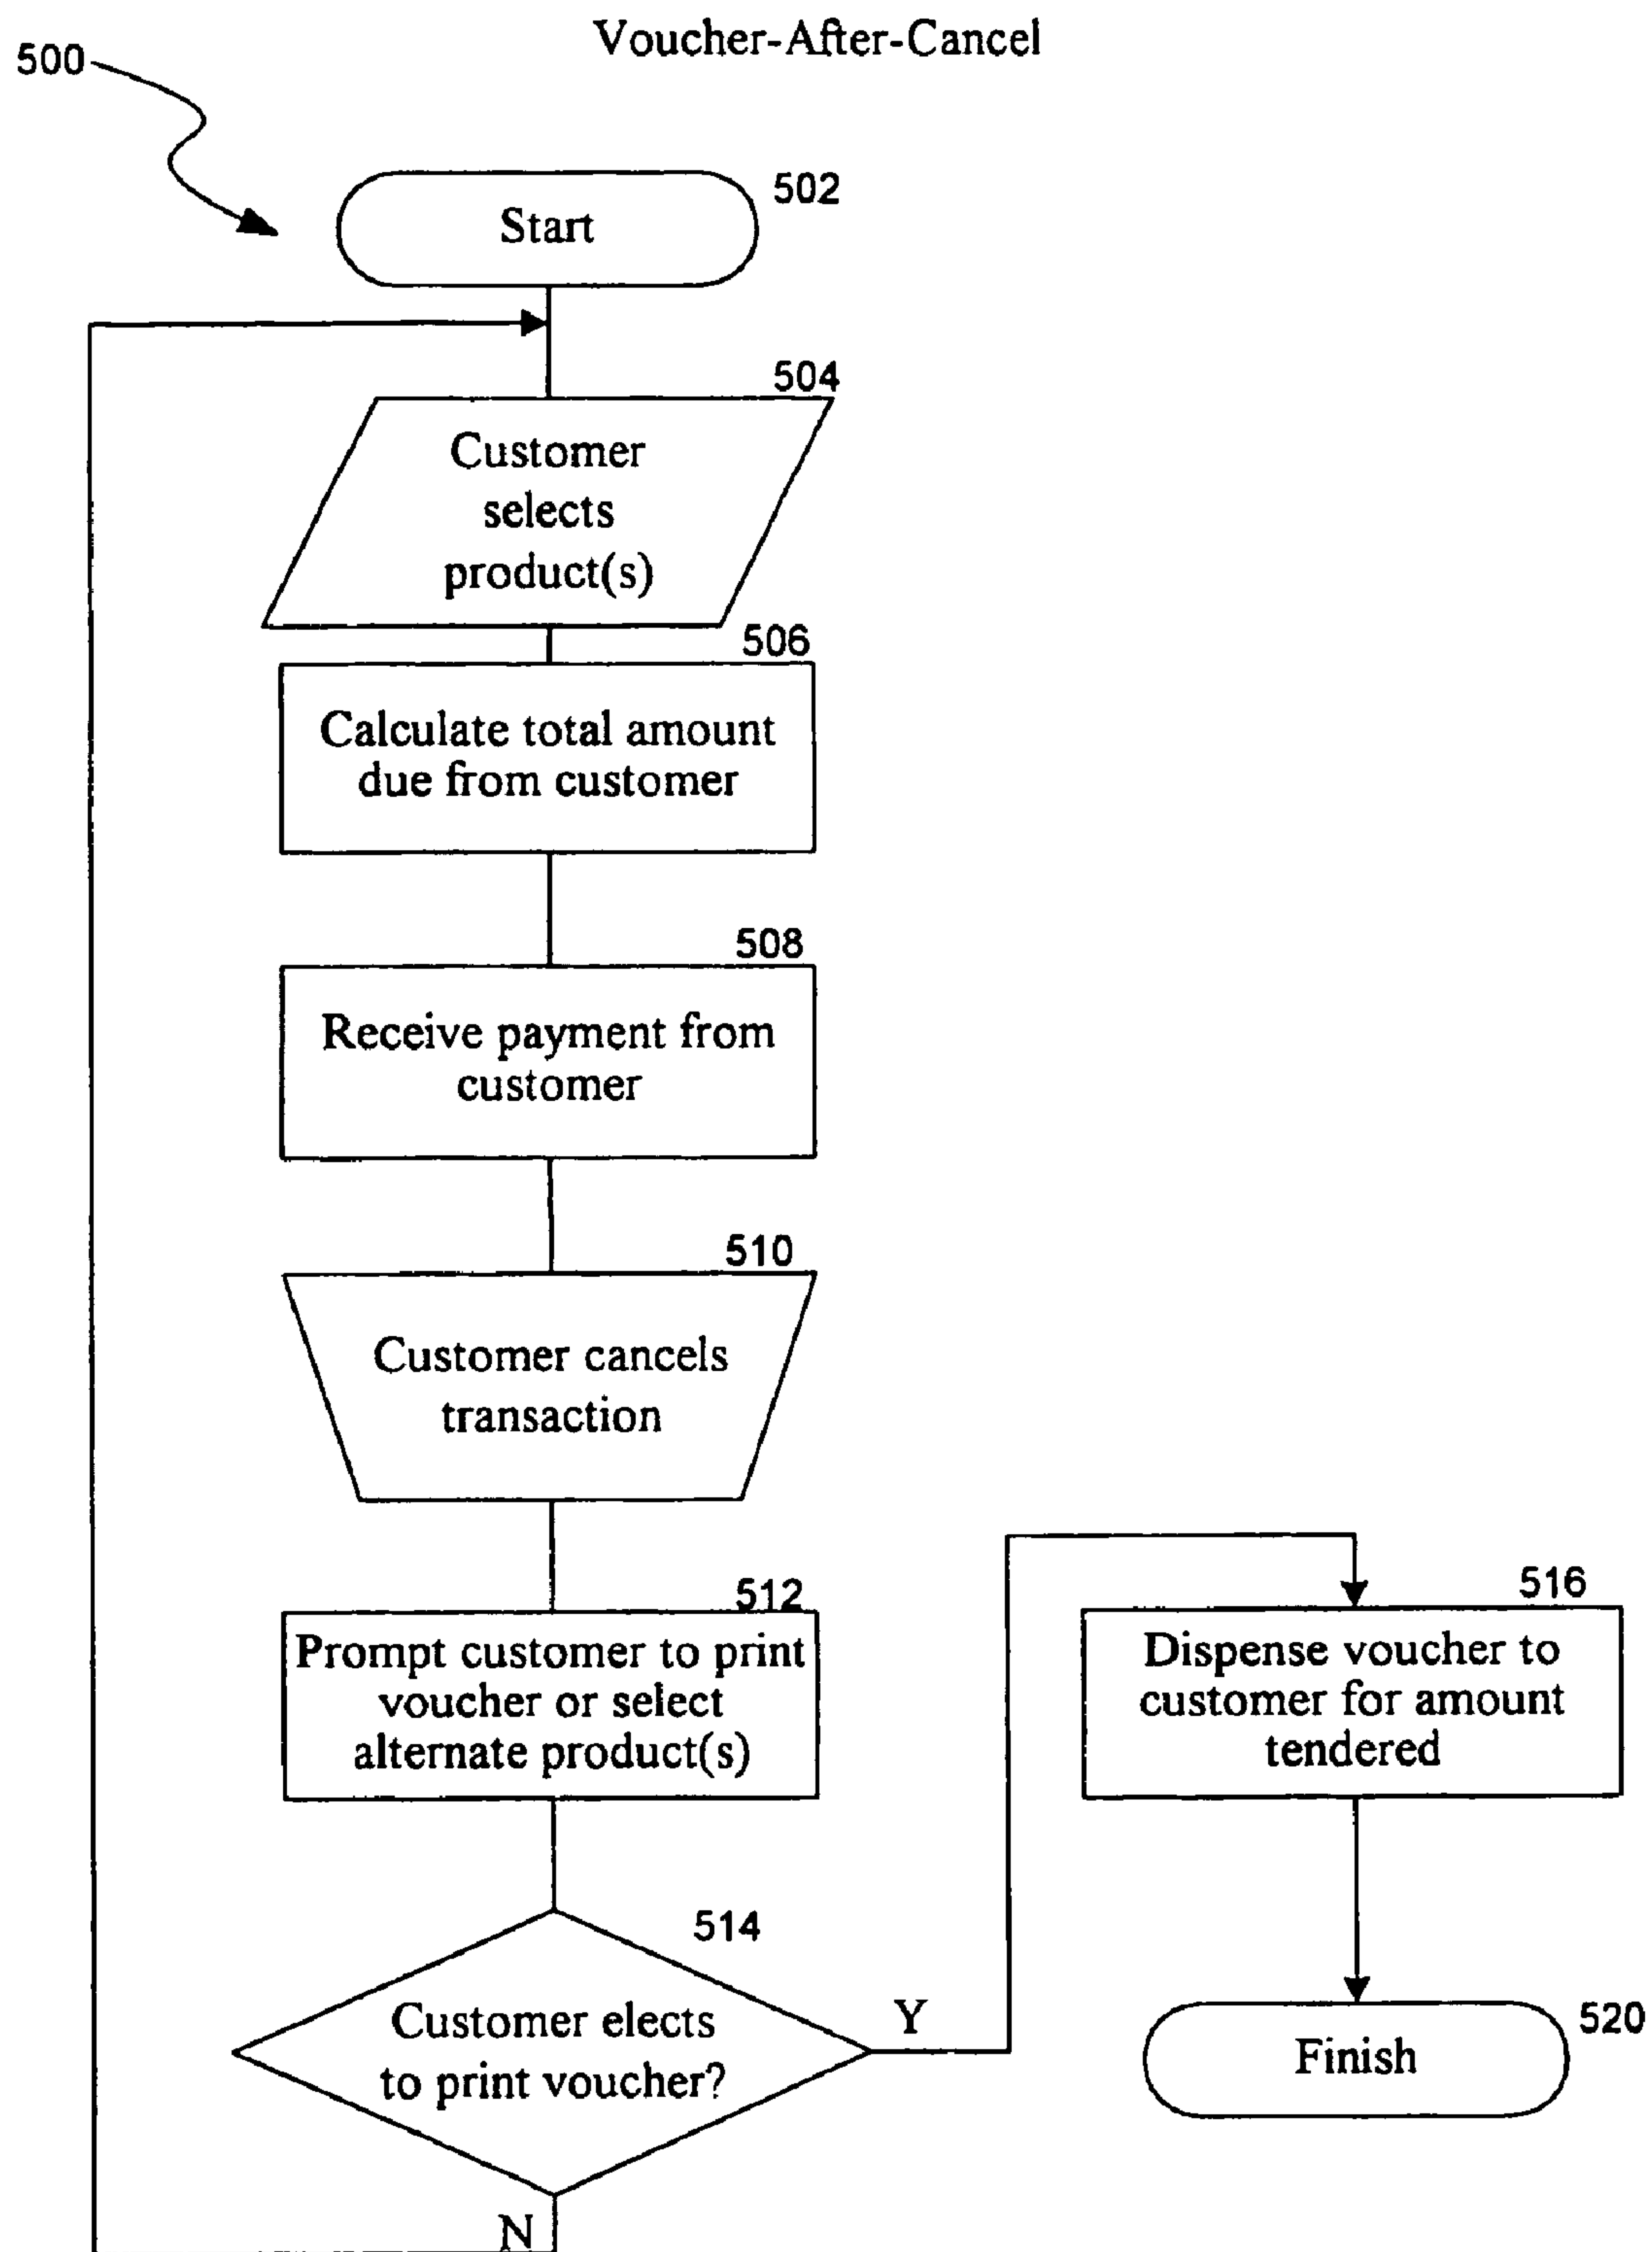 Voucher-After-Cancel
500
502
Start
504
Customer
selects
product(s)
506
Calculate total amount
due from customer
508
Receive payment from
customer
510
Customer cancels
transaction
512
Prompt customer to print
voucher or select
alternate product(s)
514
Customer elects
to print voucher?
Y
N
516
Dispense voucher to
customer for amount
tendered
520
Finish